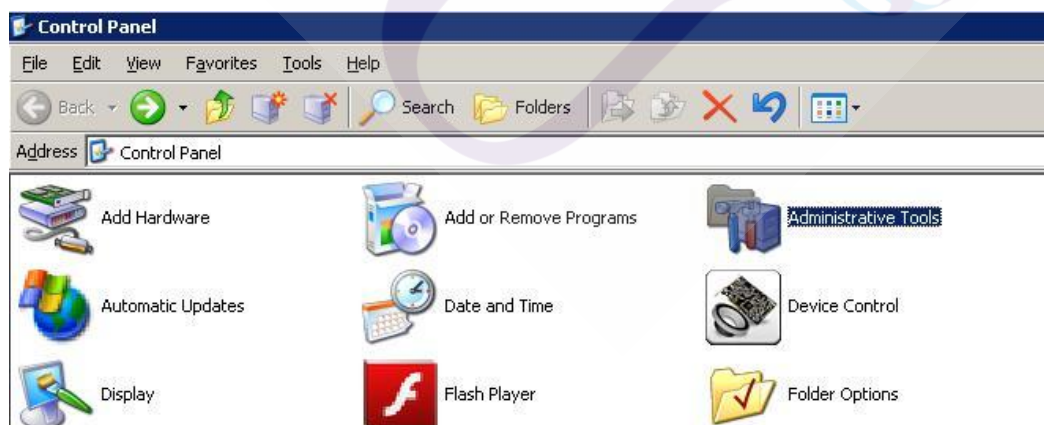 Control Panel
File Edit View Favorites Tools Help
Back Search Folders
Address Control Panel
Add Hardware Add or Remove Programs Administrative Tools
Automatic Updates Date and Time Device Control
Display Flash Player Folder Options